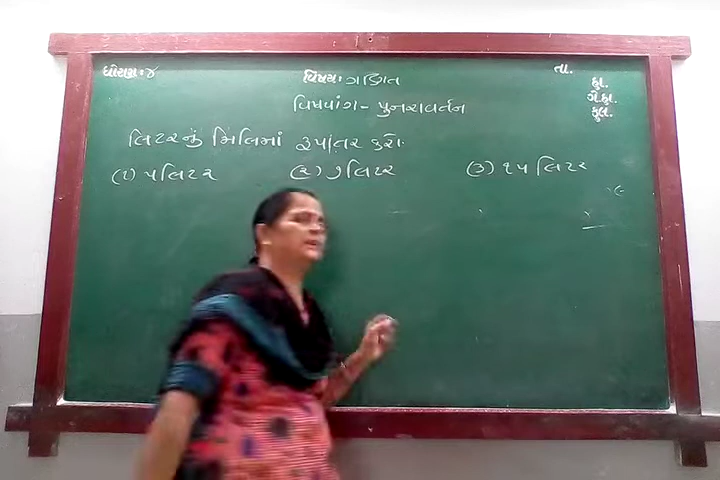 ધોરણ: ૪
વિષય: ગણિત
તા.
હા.
ગે.હા.
કુલ.
વિષયાંગ - પુનરાવર્તન
લિટરનું મિલિમાં રૂપાંતર કરો.
(૧) ૫ લિટર (૨) ૭ લિટર (૩) ૧૫ લિટર